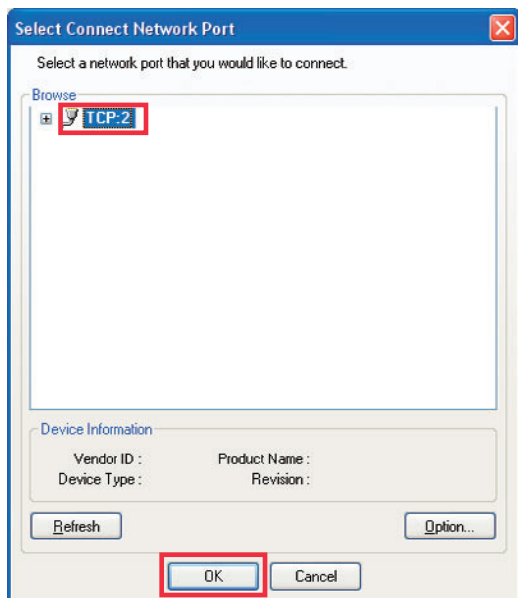 Select Connect Network Port
Select a network port that you would like to connect.
Browse
TCP:2
Device Information
Vendor ID : Product Name :
Device Type : Revision :
Refresh Option...
OK Cancel